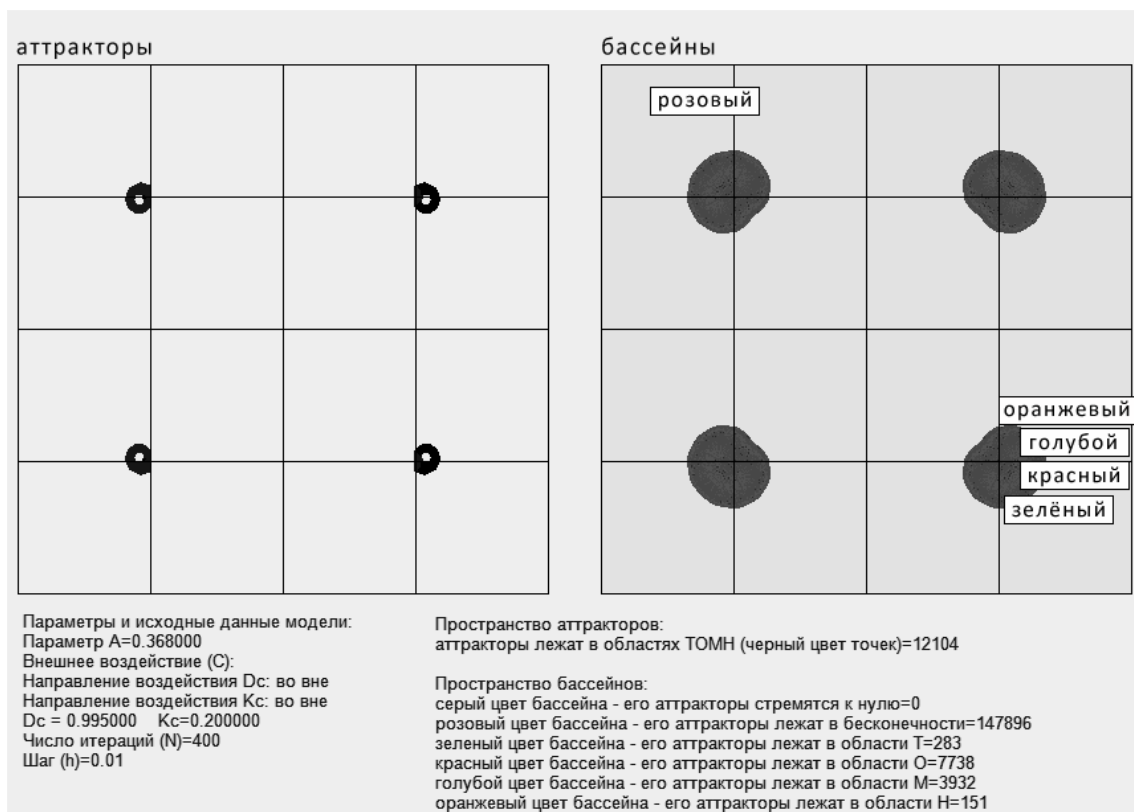 аттракторы
бассейны
розовый
оранжевый
голубой
красный
зелёный
Параметры и исходные данные модели:
Параметр А=0.368000
Внешнее воздействие (С):
Направление воздействия Dc: во вне
Направление воздействия Kc: во вне
Dc = 0.995000 Kc=0.200000
Число итераций (N)=400
Шаг (h)=0.01
Пространство аттракторов:
аттракторы лежат в областях ТОМН (черный цвет точек)=12104
Пространство бассейнов:
серый цвет бассейна - его аттракторы стремятся к нулю=0
розовый цвет бассейна - его аттракторы лежат в бесконечности=147896
зеленый цвет бассейна - его аттракторы лежат в области Т=283
красный цвет бассейна - его аттракторы лежат в области О=7738
голубой цвет бассейна - его аттракторы лежат в области М=3932
оранжевый цвет бассейна - его аттракторы лежат в области Н=151